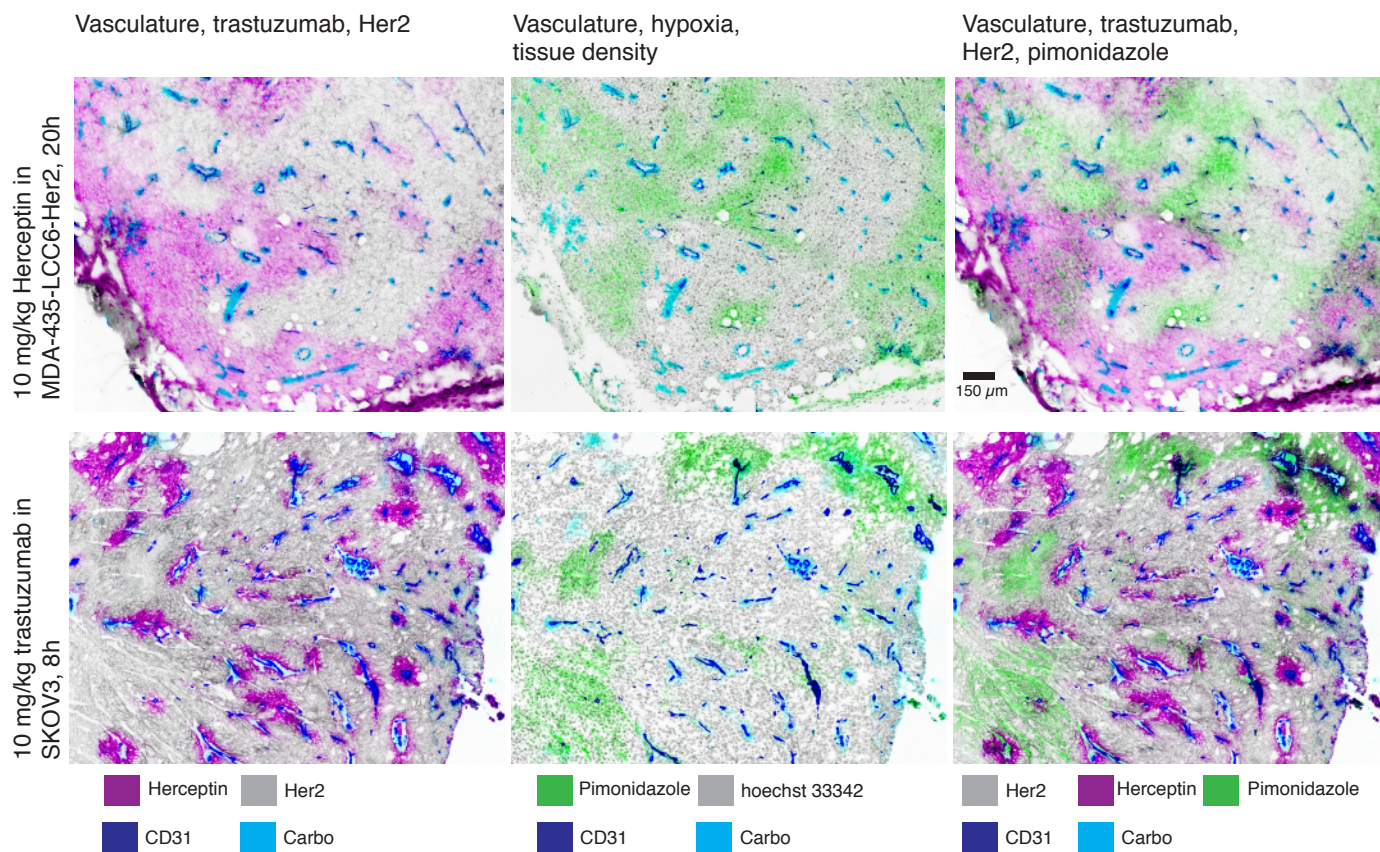 Vasculature, trastuzumab, Her2
Vasculature, hypoxia,
tissue density
Vasculature, trastuzumab,
Her2, pimonidazole
10 mg/kg Herceptin in
MDA-435-LCC6-Her2, 20h
150 µm
10 mg/kg trastuzumab in
SKOV3, 8h
Herceptin Her2
CD31 Carbo
Pimonidazole hoechst 33342
CD31 Carbo
Her2 Herceptin Pimonidazole
CD31 Carbo